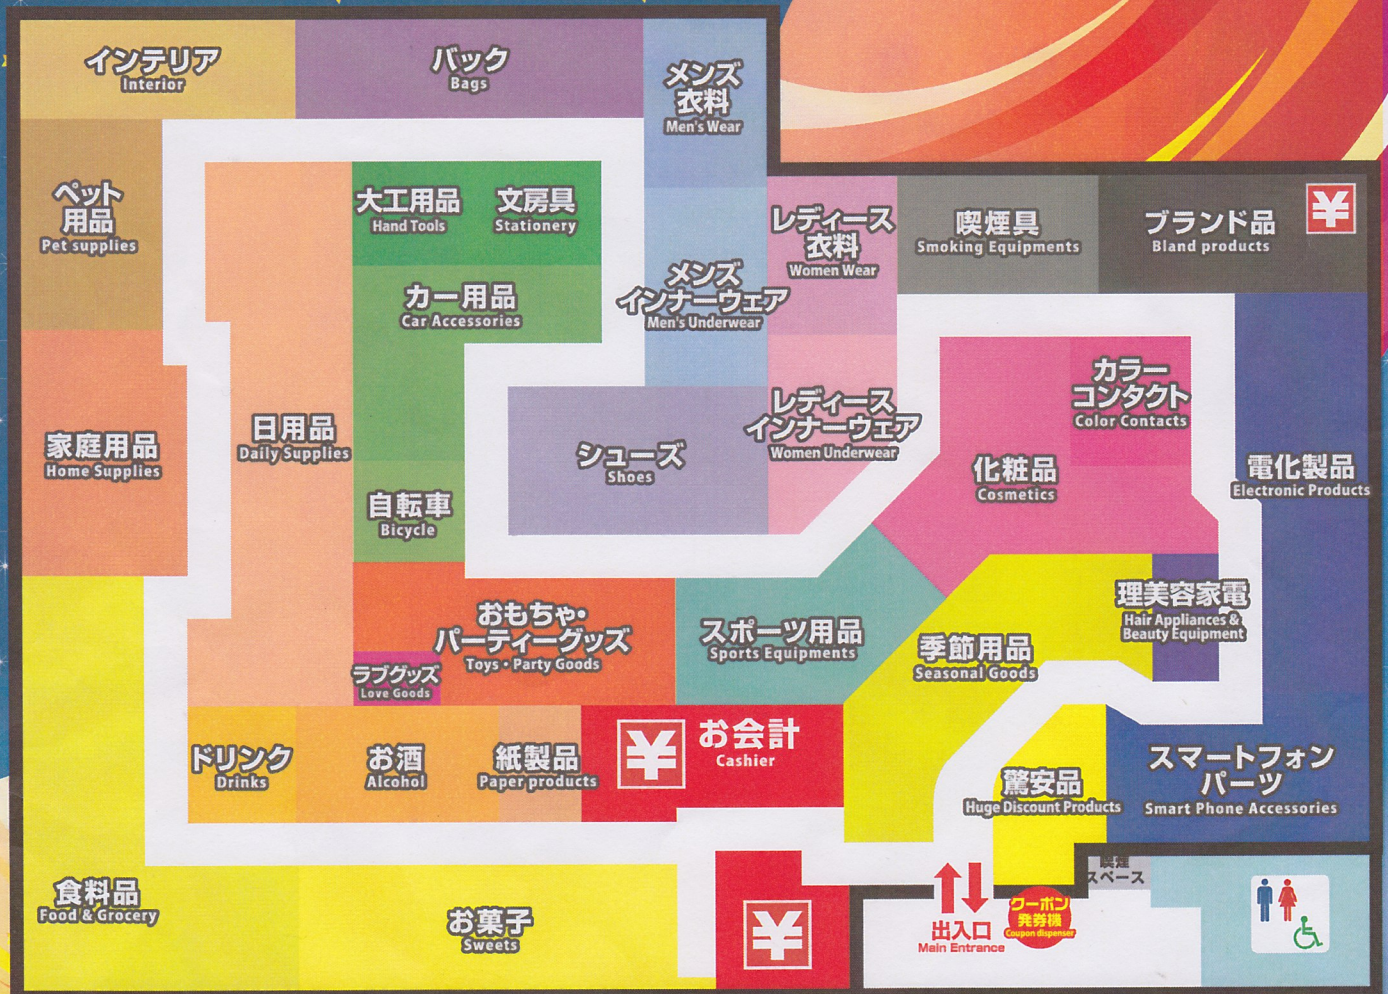 インテリア
Interior
バック
Bags
メンズ
衣料
Men's Wear
ペット
用品
Pet supplies
大工用品
Hand Tools
文房具
Stationery
カー用品
Car Accessories
メンズ
インナーウェア
Men's Underwear
レディース
衣料
Women Wear
喫煙具
Smoking Equipments
ブランド品
Bland products
¥
家庭用品
Home Supplies
日用品
Daily Supplies
自転車
Bicycle
シューズ
Shoes
レディース
インナーウェア
Women Underwear
カラー
コンタクト
Color Contacts
化粧品
Cosmetics
電化製品
Electronic Products
おもちゃ・
パーティーグッズ
Toys・Party Goods
ラブグッズ
Love Goods
スポーツ用品
Sports Equipments
季節用品
Seasonal Goods
理美容家電
Hair Appliances &
Beauty Equipment
ドリンク
Drinks
お酒
Alcohol
紙製品
Paper products
¥
お会計
Cashier
驚安品
Huge Discount Products
スマートフォン
パーツ
Smart Phone Accessories
食料品
Food & Grocery
お菓子
Sweets
¥
出入口
Main Entrance
クーポン
発券機
Coupon dispenser
喫煙
スペース